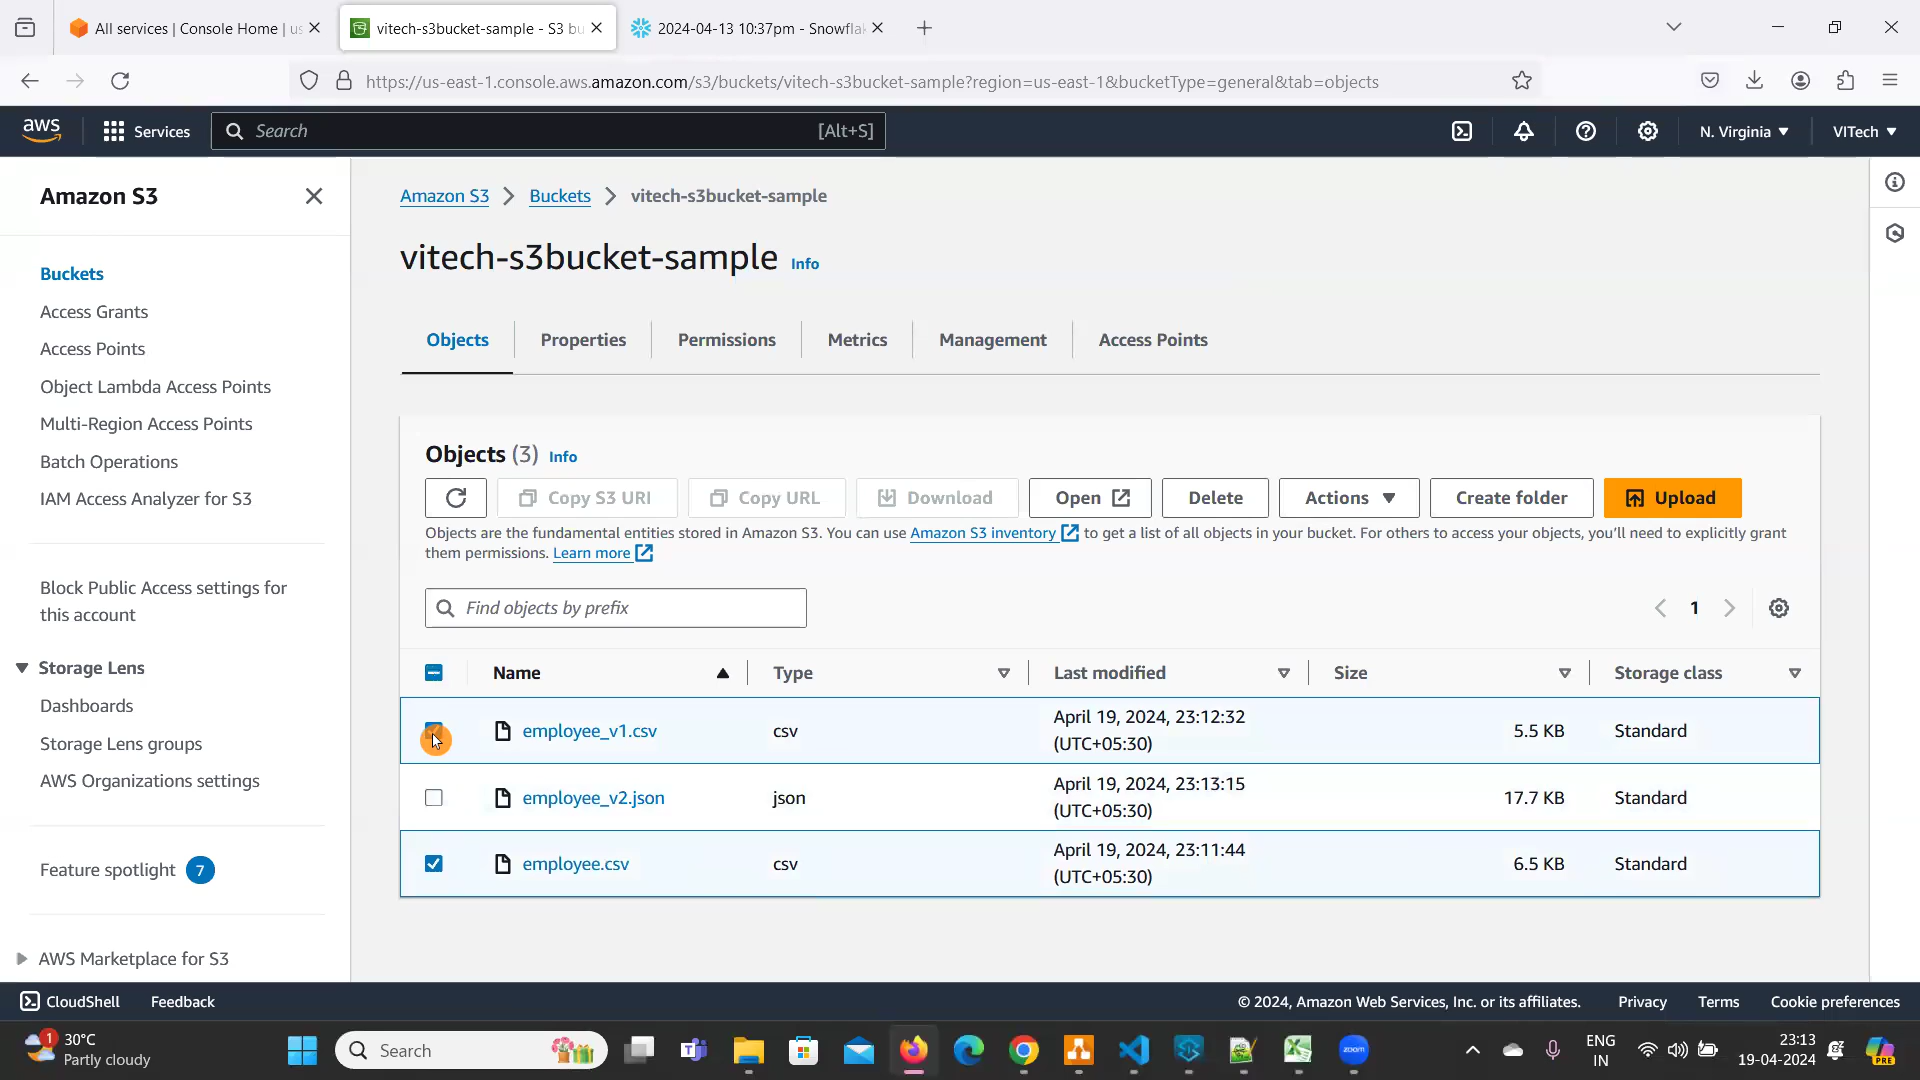 All services | Console Home | us
vitech-s3bucket-sample - S3 bu
2024-04-13 10:37pm - Snowfla
https://us-east-1.console.aws.amazon.com/s3/buckets/vitech-s3bucket-sample?region=us-east-1&bucketType=general&tab=objects
aws
Services
Search
[Alt+S]
N. Virginia
VITech
Amazon S3
Buckets
Access Grants
Access Points
Object Lambda Access Points
Multi-Region Access Points
Batch Operations
IAM Access Analyzer for S3
Block Public Access settings for
this account
Storage Lens
Dashboards
Storage Lens groups
AWS Organizations settings
Feature spotlight 7
AWS Marketplace for S3
Amazon S3 > Buckets > vitech-s3bucket-sample
vitech-s3bucket-sample Info
Objects
Properties
Permissions
Metrics
Management
Access Points
Objects (3) Info
Copy S3 URI
Copy URL
Download
Open
Delete
Actions
Create folder
Upload
Objects are the fundamental entities stored in Amazon S3. You can use Amazon S3 inventory to get a list of all objects in your bucket. For others to access your objects, you'll need to explicitly grant
them permissions. Learn more
Find objects by prefix
1
Name Type Last modified Size Storage class
employee_v1.csv csv April 19, 2024, 23:12:32 (UTC+05:30) 5.5 KB Standard
employee_v2.json json April 19, 2024, 23:13:15 (UTC+05:30) 17.7 KB Standard
employee.csv csv April 19, 2024, 23:11:44 (UTC+05:30) 6.5 KB Standard
CloudShell
Feedback
© 2024, Amazon Web Services, Inc. or its affiliates.
Privacy
Terms
Cookie preferences
1
30°C
Partly cloudy
Search
zoom
ENG
IN
23:13
19-04-2024
PRE